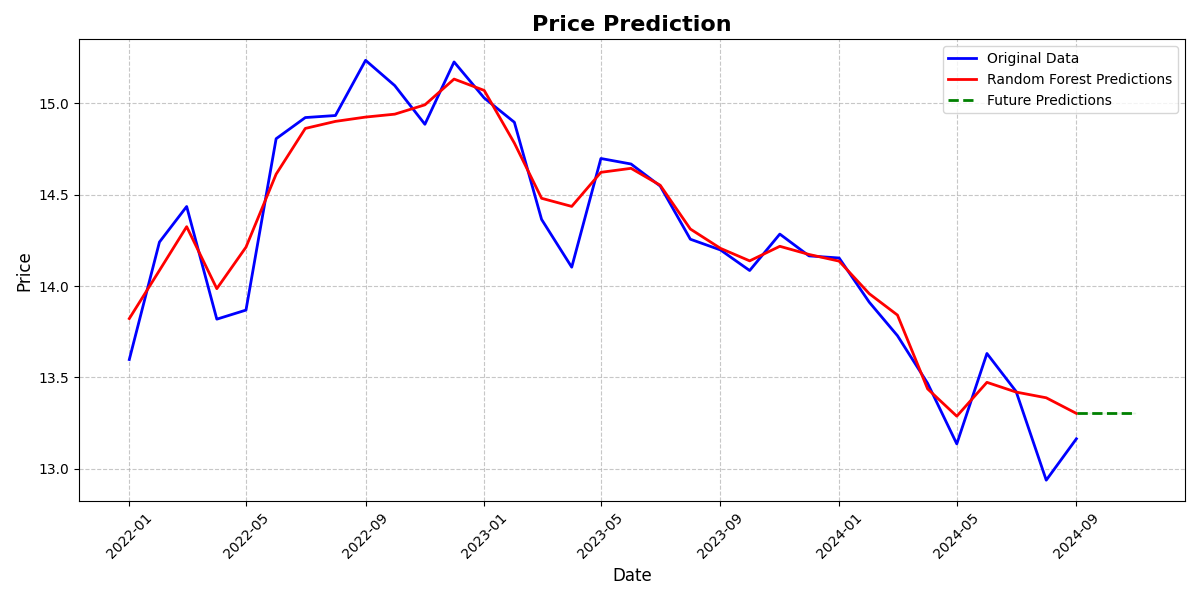 Price Prediction
Original Data
Random Forest Predictions
Future Predictions
Price
15.0
14.5
14.0
13.5
13.0
2022-01
2022-05
2022-09
2023-01
2023-05
2023-09
2024-01
2024-05
2024-09
Date